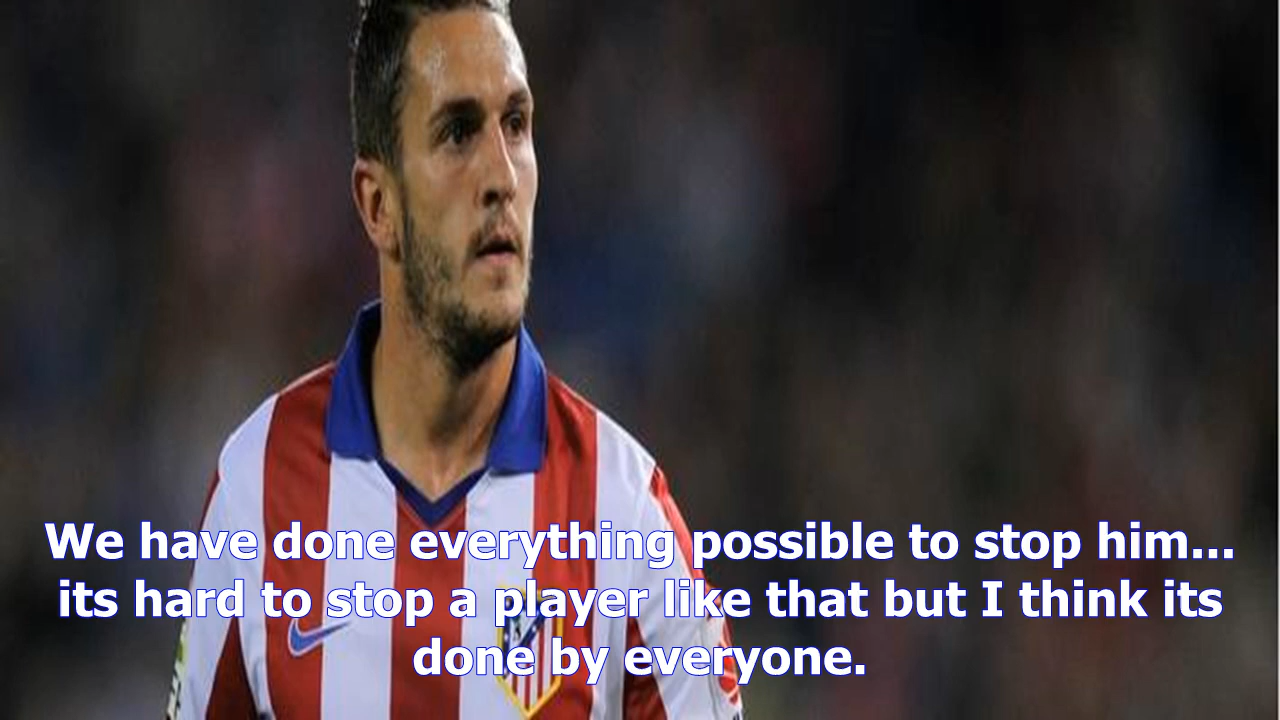 We have done everything possible to stop him...
its hard to stop a player like that but I think its
done by everyone.